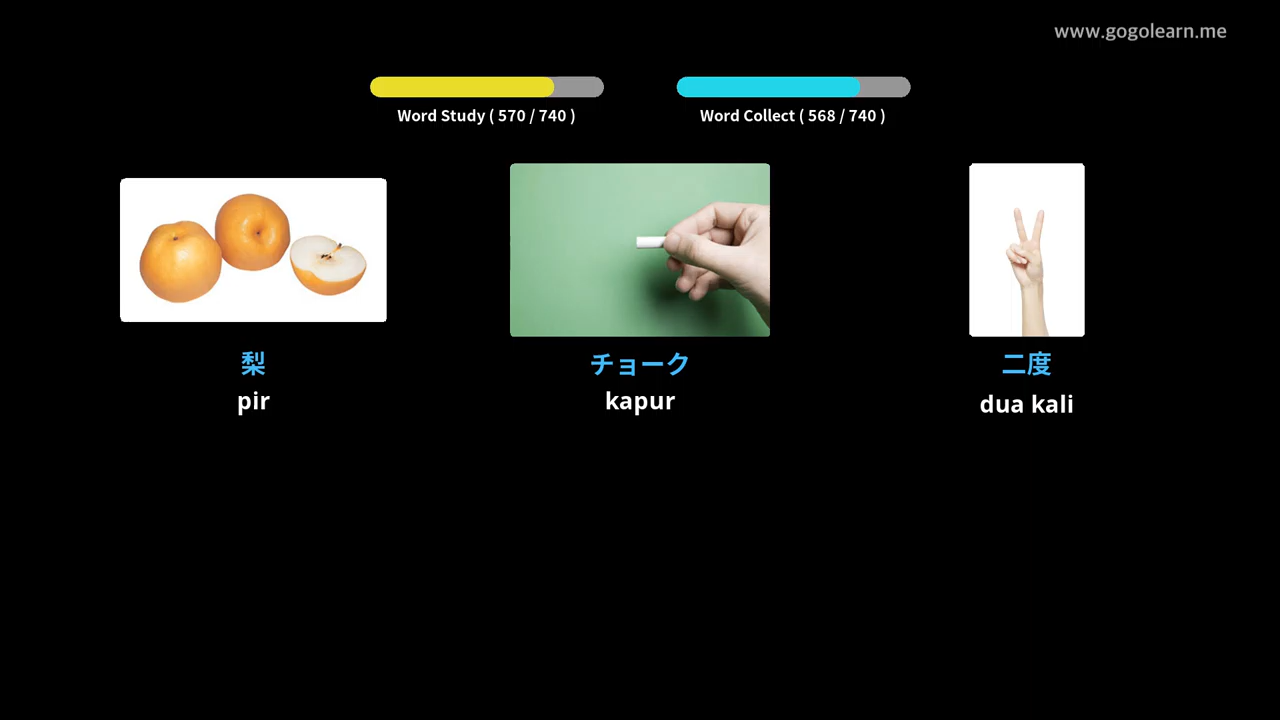 www.gogolearn.me
Word Study ( 570 / 740 )
Word Collect ( 568 / 740 )
梨
pir
チョーク
kapur
二度
dua kali